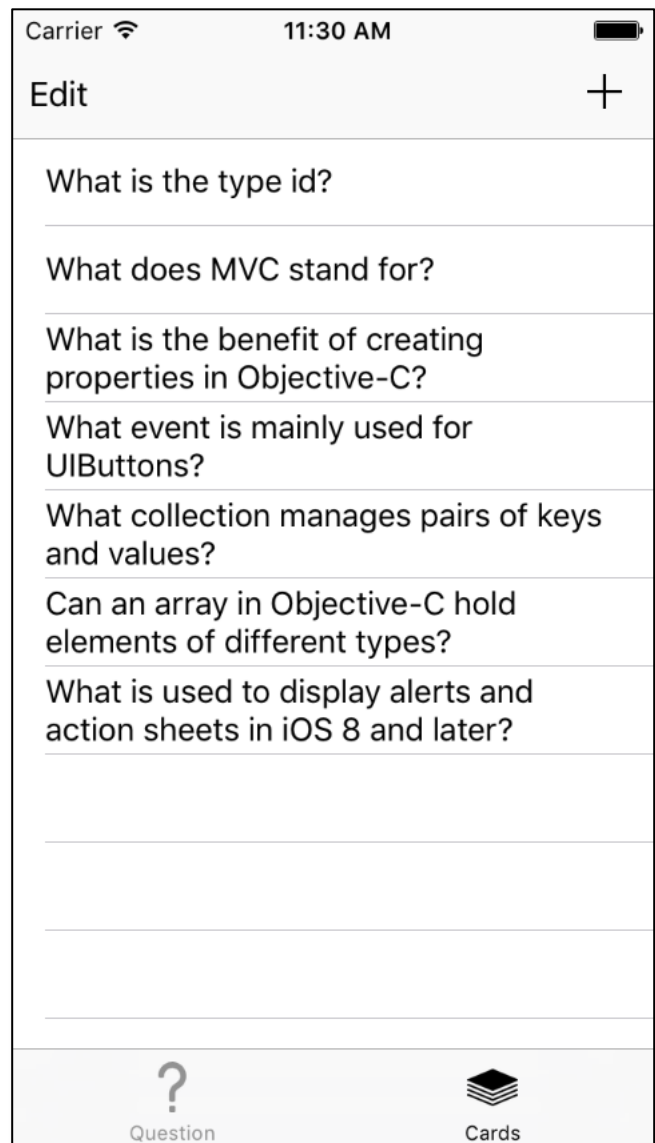 Carrier 11:30 AM
Edit +
What is the type id?
What does MVC stand for?
What is the benefit of creating
properties in Objective-C?
What event is mainly used for
UIButtons?
What collection manages pairs of keys
and values?
Can an array in Objective-C hold
elements of different types?
What is used to display alerts and
action sheets in iOS 8 and later?
?
Question Cards